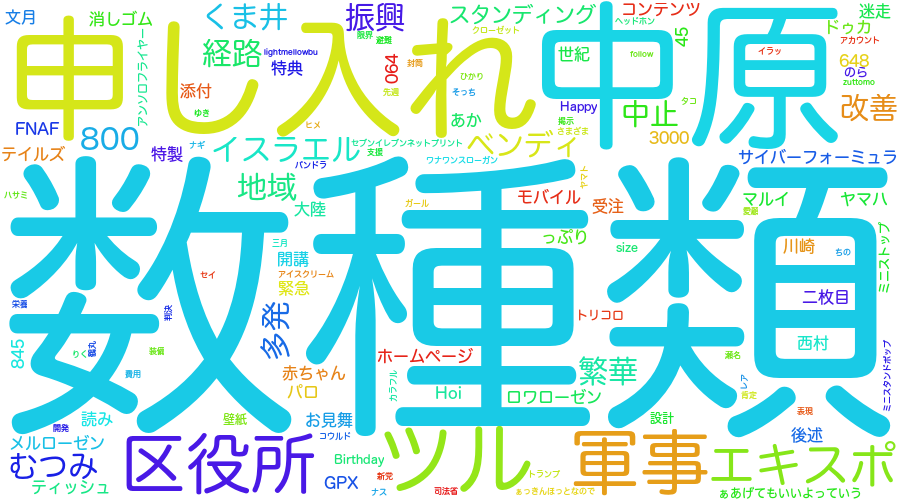 文月
消しゴム
くま井
振興
スタンディング
コンテンツ
迷走
ヘッドホン
クローゼット
ドゥカ
アカウント
アンソロフライヤー
申し入れ
中原
経路
lightmellowbu
限界
避難
特典
064
封筒
世紀
follow
45
イラッ
648
のら
zuttomo
添付
ゆき
先週
そっち
ひかり
Happy
あか
タコ
中止
改善
FNAF
800
ヒメ
掲示
さまざま
3000
テイルズ
特製
ナギ
イスラエル
セブンイレブンネットプリント
支援
パンドラ
ワナワンスローガン
ベンディ
サイバーフォーミュラ
ハサミ
地域
大陸
ガール
モバイル
ヤマト
受注
マルイ
愛着
ヤマハ
数種類
三月
開講
っぷり
size
川崎
ちの
ミニストップ
セイ
アイスクリーム
緊急
栄養
判決
多発
トリコロ
二枚目
845
りく
装備
ホームページ
西村
瀬名
費用
赤ちゃん
パロ
カラフル
Hoi
ロワローゼン
繁華
レア
肯定
ミニスタンドポップ
読み
開発
壁紙
お見舞
設計
表現
メルローゼン
コウルド
後述
むつみ
区役所
Birthday
ツル
軍事
エキスポ
ティッシュ
GPX
新党
ナス
司法省
トランプ
ぁっきんほっとなので
ぁあげてもいいよっていう